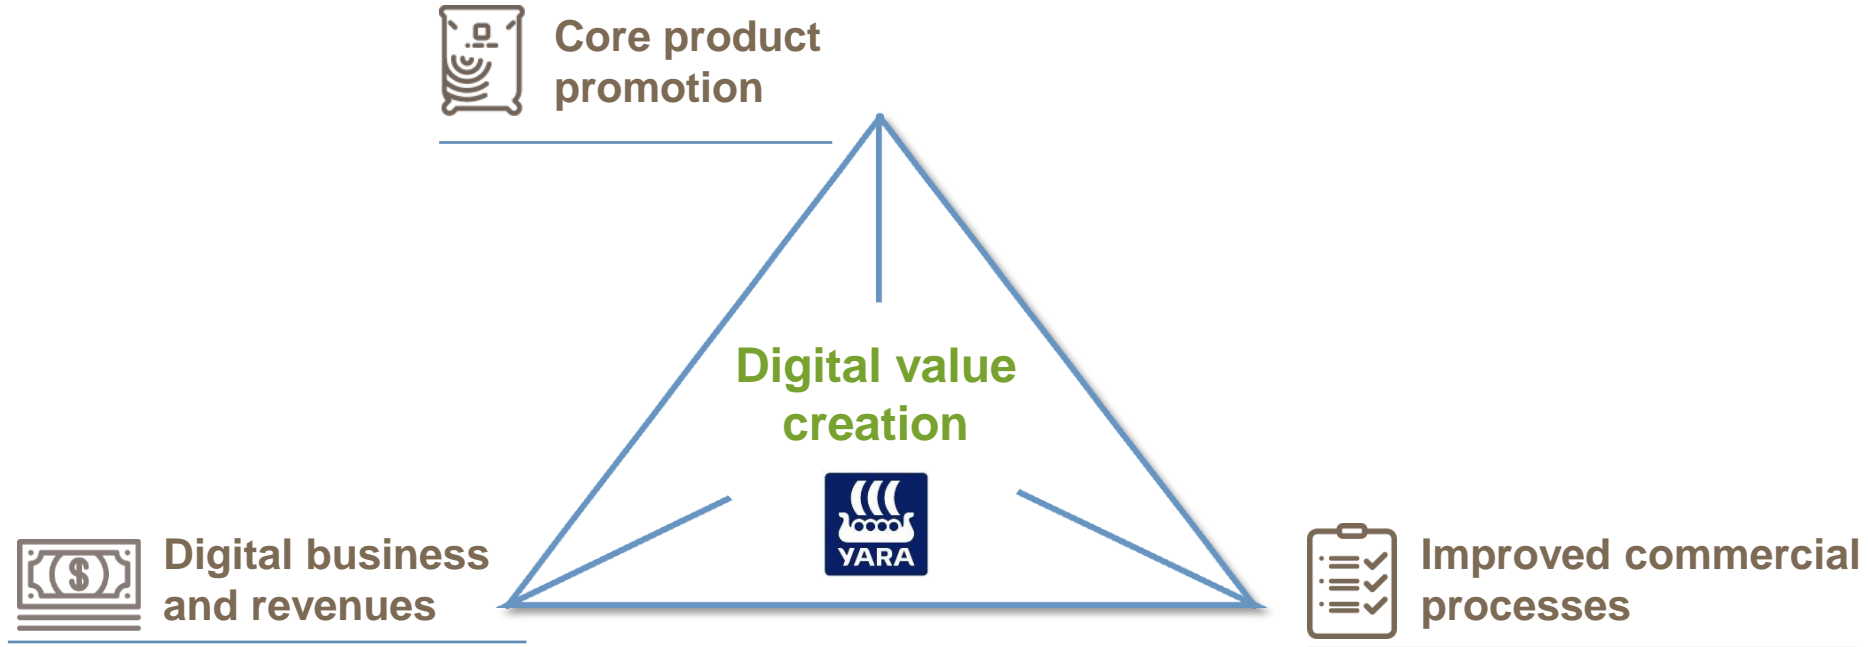 Core product
promotion
Digital value
creation
YARA
Digital business
and revenues
$
Improved commercial
processes